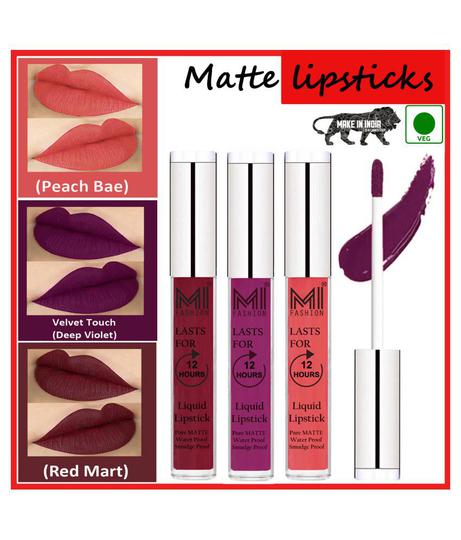 Matte lipsticks
MAKE IN INDIA
VEG
(Peach Bae)
Velvet Touch
(Deep Violet)
(Red Mart)
MI®
FASHION
LASTS
FOR
12
HOURS
Liquid
Lipstick
Pure MATTE
Water Proof
Smudge Proof
MI®
FASHION
LASTS
FOR
12
HOURS
Liquid
Lipstick
Pure MATTE
Water Proof
Smudge Proof
MI®
FASHION
LASTS
FOR
12
HOURS
Liquid
Lipstick
Pure MATTE
Water Proof
Smudge Proof